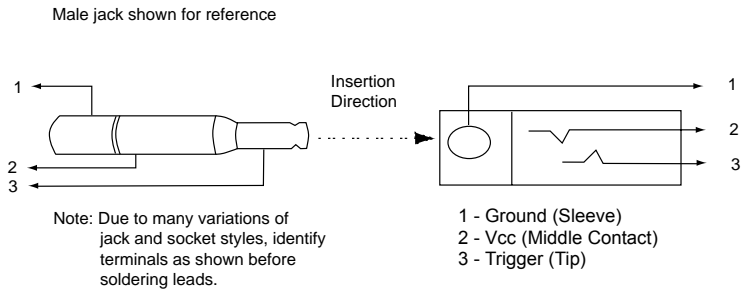 Male jack shown for reference
1
2
3
Insertion
Direction
1
2
3
Note: Due to many variations of
jack and socket styles, identify
terminals as shown before
soldering leads.
1 - Ground (Sleeve)
2 - Vcc (Middle Contact)
3 - Trigger (Tip)